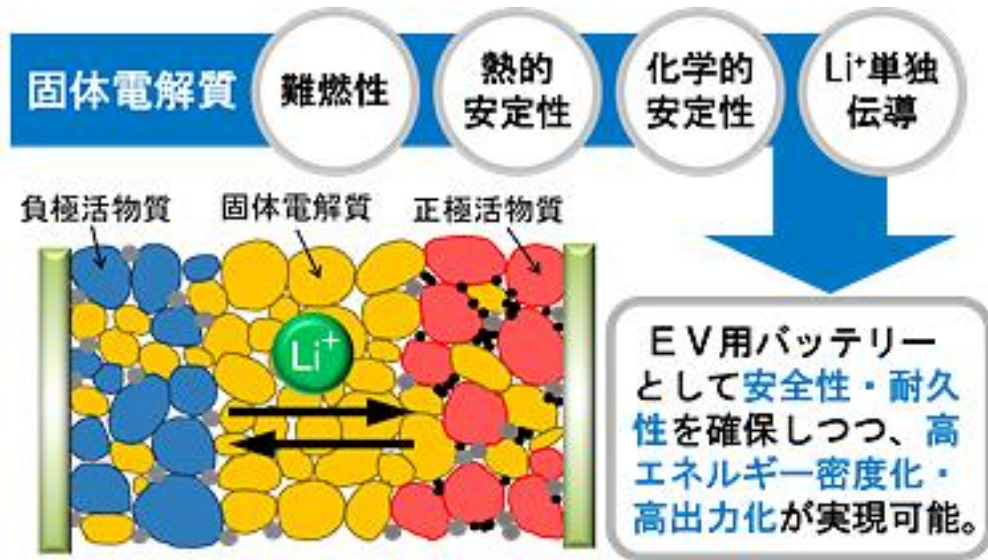 固体電解質
難燃性
熱的
安定性
化学的
安定性
Li⁺単独
伝導
負極活物質
固体電解質
正極活物質
Li⁺
ＥＶ用バッテリー
として安全性・耐久
性を確保しつつ、高
エネルギー密度化・
高出力化が実現可能。